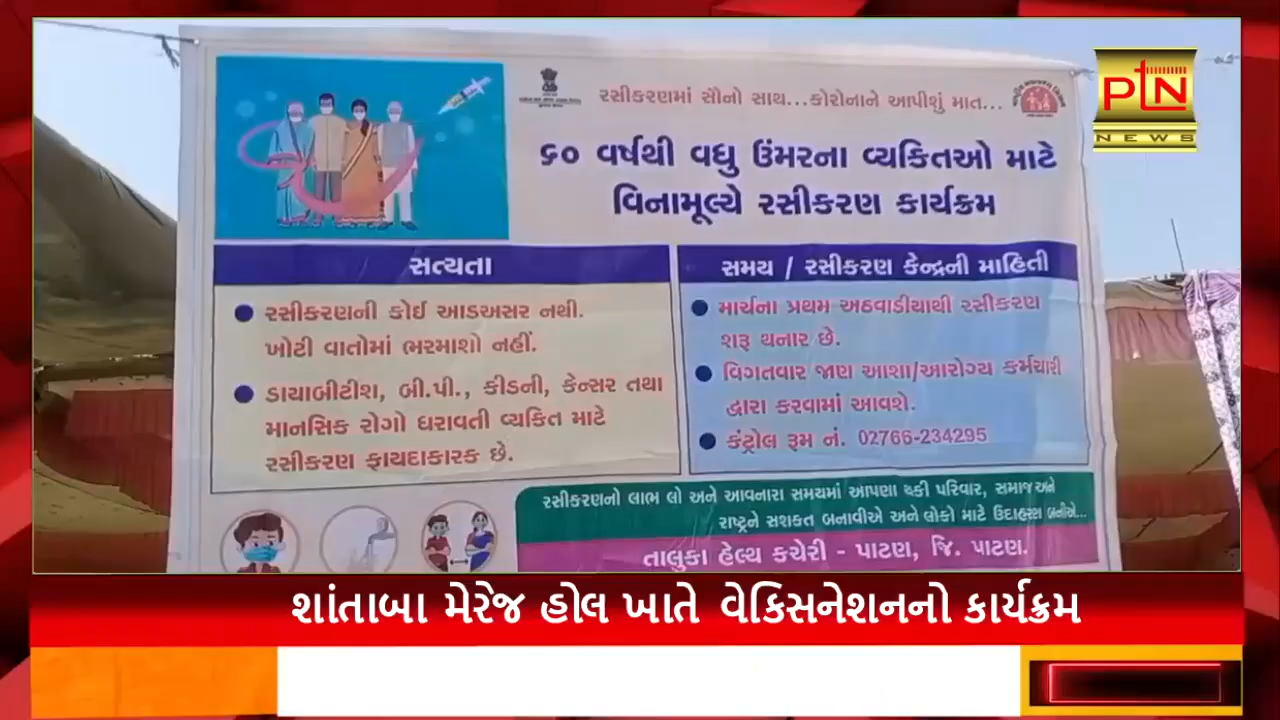 રસીકરણમાં સૌનો સાથ...કોરોનાને આપીશું માત...
PTN
NEWS
૬૦ વર્ષથી વધુ ઉંમરના વ્યકિતઓ માટે
વિનામૂલ્યે રસીકરણ કાર્યક્રમ
સત્યતા
રસીકરણની કોઈ આડઅસર નથી.
ખોટી વાતોમાં ભરમાશો નહીં.
ડાયાબીટીશ, બી.પી., કીડની, કેન્સર તથા
માનસિક રોગો ધરાવતી વ્યકિત માટે
રસીકરણ ફાયદાકારક છે.
સમય / રસીકરણ કેન્દ્રની માહિતી
માર્ચના પ્રથમ અઠવાડીયાથી રસીકરણ
શરૂ થનાર છે.
વિગતવાર જાણ આશા/આરોગ્ય કર્મચારી
દ્વારા કરવામાં આવશે.
કંટ્રોલ રૂમ નં. 02766-234295
રસીકરણનો લાભ લો અને આવનારા સમયમાં આપણા થકી પરિવાર, સમાજ અને
રાષ્ટ્રને સશકત બનાવીએ અને લોકો માટે ઉદાહરણ બનીએ...
તાલુકા હેલ્થ કચેરી - પાટણ, જિ. પાટણ.
શાંતાબા મેરેજ હોલ ખાતે વેકિસનેશનનો કાર્યક્રમ